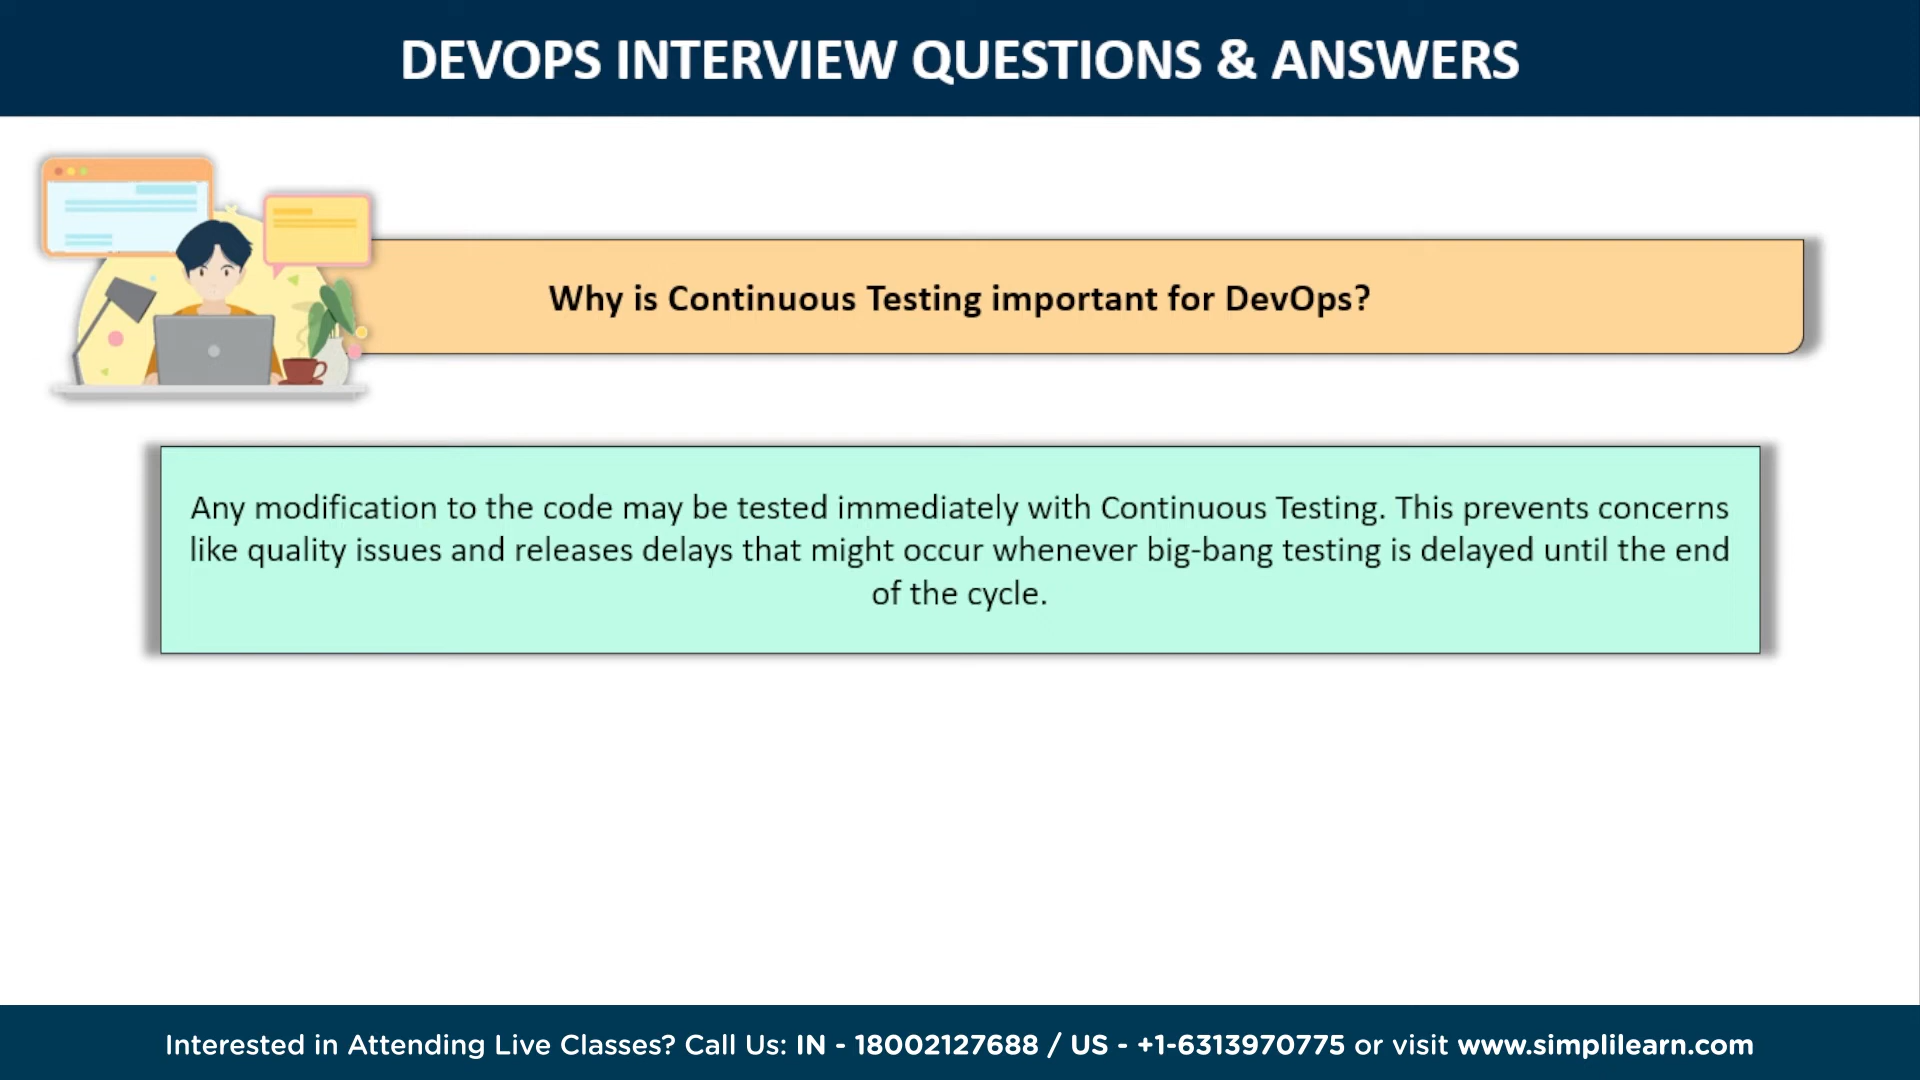 DEVOPS INTERVIEW QUESTIONS & ANSWERS
Why is Continuous Testing important for DevOps?
Any modification to the code may be tested immediately with Continuous Testing. This prevents concerns
like quality issues and releases delays that might occur whenever big-bang testing is delayed until the end
of the cycle.
Interested in Attending Live Classes? Call Us: IN - 18002127688 / US - +1-6313970775 or visit www.simplilearn.com